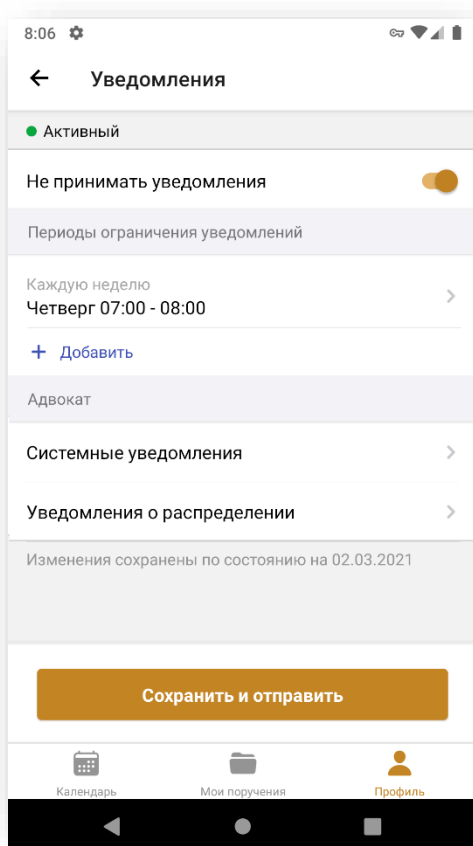 8:06
Уведомления
Активный
Не принимать уведомления
Периоды ограничения уведомлений
Каждую неделю
Четверг 07:00 - 08:00
+ Добавить
Адвокат
Системные уведомления
Уведомления о распределении
Изменения сохранены по состоянию на 02.03.2021
Сохранить и отправить
Календарь Мои поручения Профиль